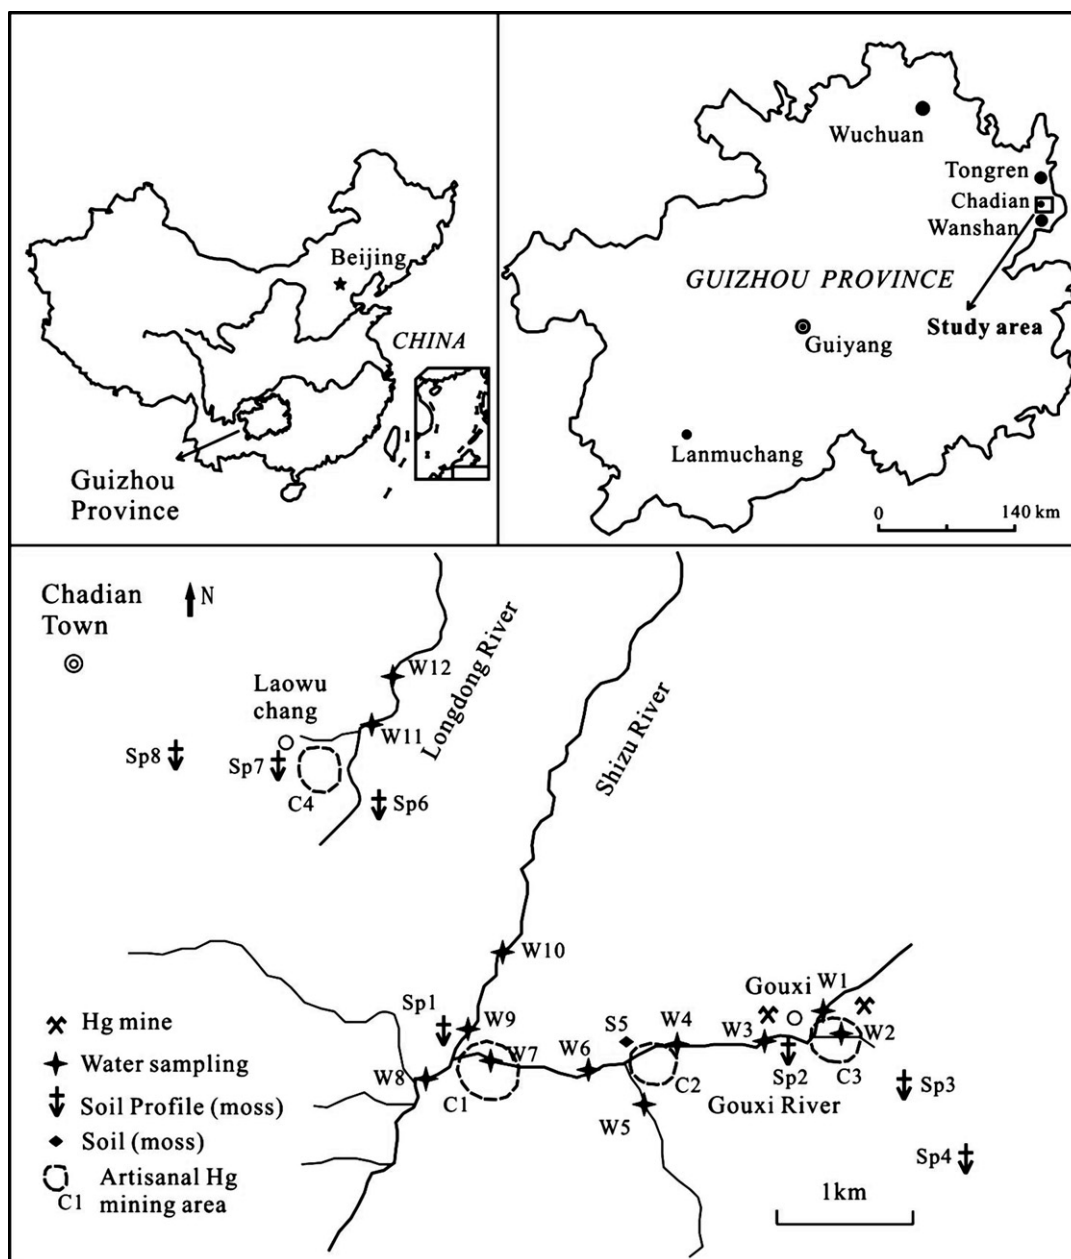 Beijing
CHINA
Guizhou
Province
Wuchuan
Tongren
Chadian
Wanshan
GUIZHOU PROVINCE
Study area
Guiyang
Lanmuchang
0
140 km
Chadian
Town
N
Longdong River
Shizu River
W12
Laowu
chang
W11
Sp8
Sp7
C4
Sp6
W10
Sp1
W9
Gouxi
W1
S5
W4
W3
W2
W7
W6
W8
C1
C2
Sp2
C3
Gouxi River
Sp3
W5
Sp4
Hg mine
Water sampling
Soil Profile (moss)
Soil (moss)
Artisanal Hg
C1 mining area
1km